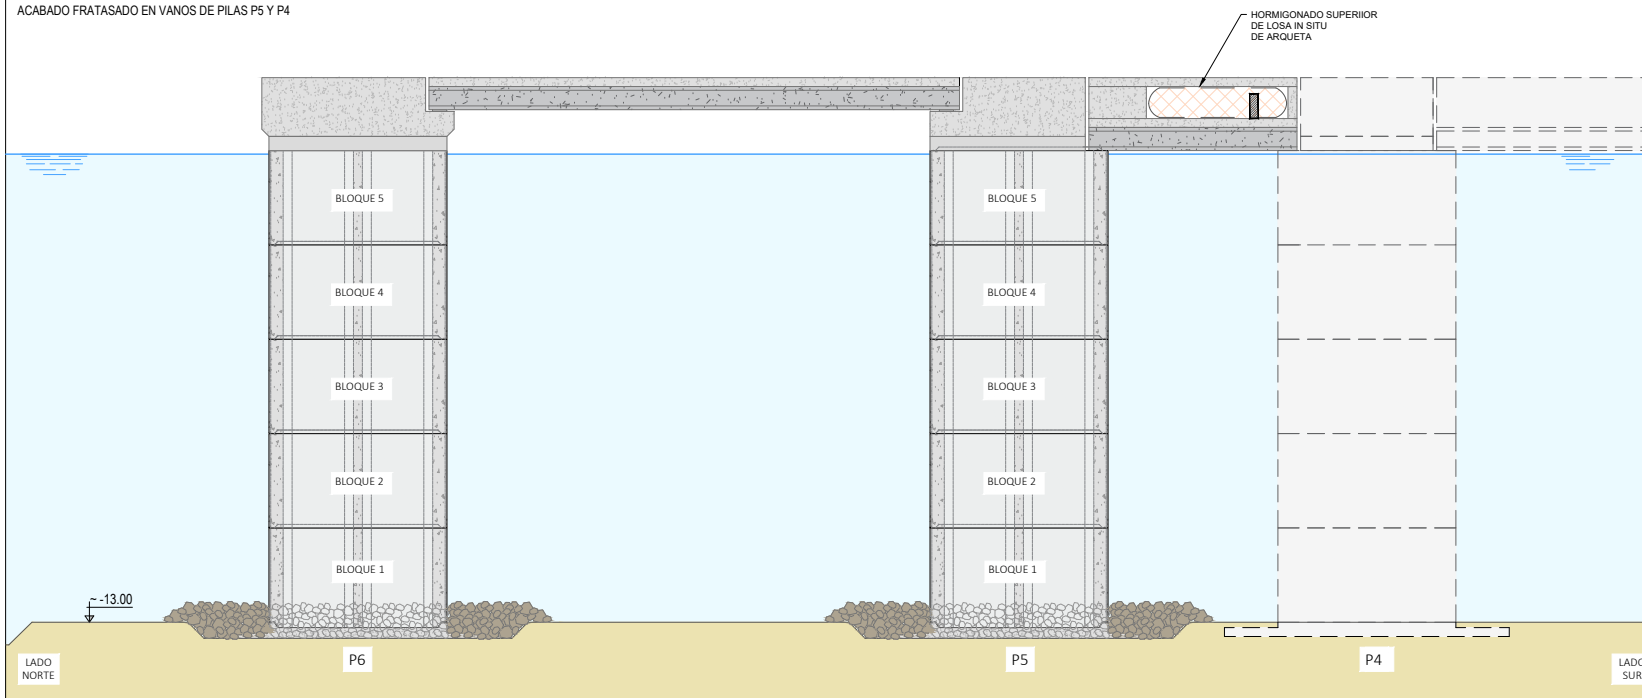 ACABADO FRATASADO EN VANOS DE PILAS P5 Y P4
HORMIGONADO SUPERIIOR
DE LOSA IN SITU
DE ARQUETA
BLOQUE 5
BLOQUE 5
BLOQUE 4
BLOQUE 4
BLOQUE 3
BLOQUE 3
BLOQUE 2
BLOQUE 2
BLOQUE 1
BLOQUE 1
~ -13.00
P6
P5
P4
LADO
NORTE
LADO
SUR